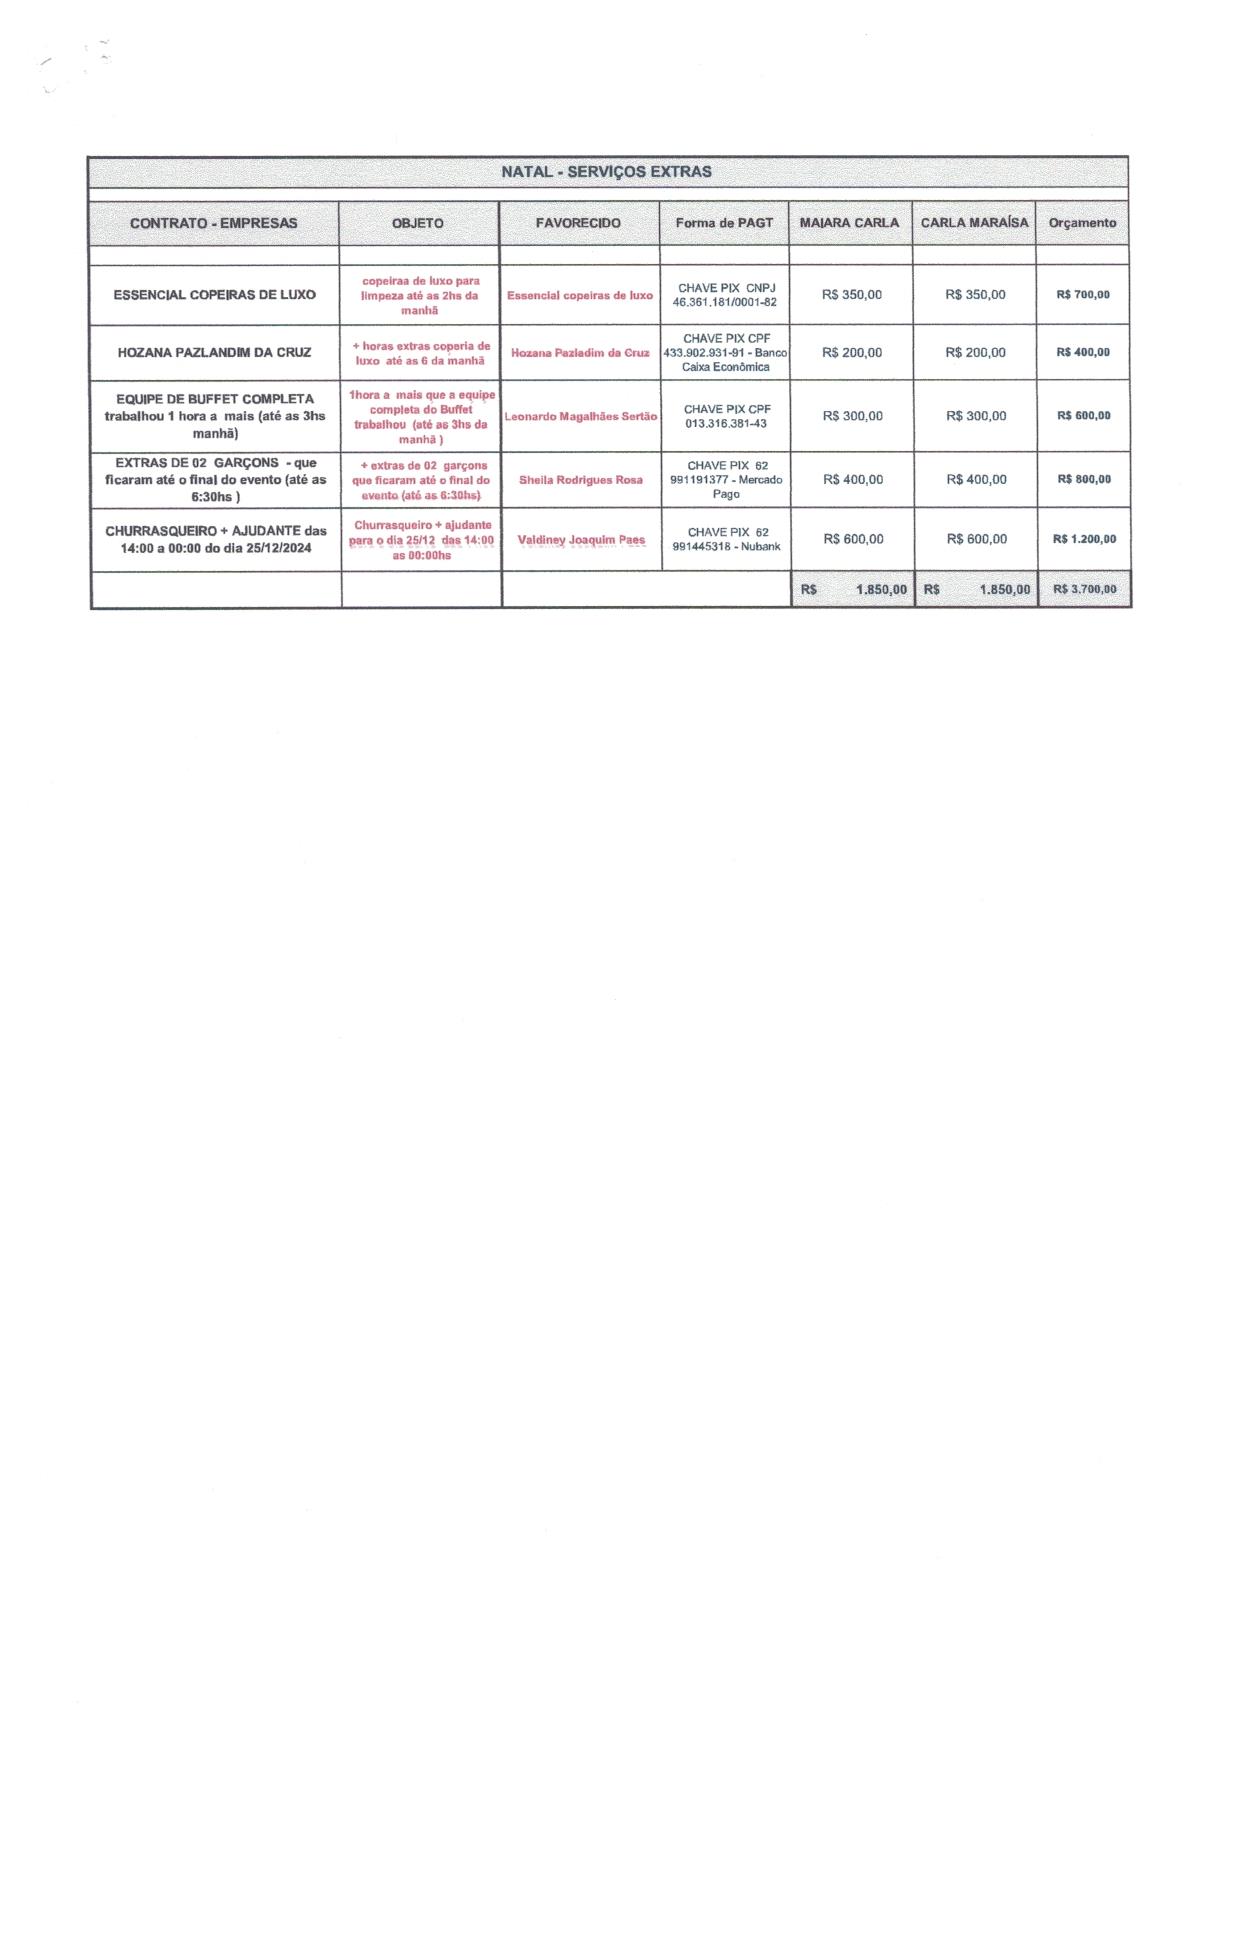 NATAL - SERVIÇOS EXTRAS
CONTRATO - EMPRESAS OBJETO FAVORECIDO Forma de PAGT MAIARA CARLA CARLA MARAÍSA Orçamento
ESSENCIAL COPEIRAS DE LUXO
copeiraa de luxo para
limpeza até as 2hs da
manhã
Essencial copeiras de luxo
CHAVE PIX CNPJ
46.361.181/0001-82
R$ 350,00 R$ 350,00 R$ 700,00
HOZANA PAZLANDIM DA CRUZ
+ horas extras coperia de
luxo até as 6 da manhã
Hozana Pazladim da Cruz
CHAVE PIX CPF
433.902.931-91 - Banco
Caixa Econômica
R$ 200,00 R$ 200,00 R$ 400,00
EQUIPE DE BUFFET COMPLETA
trabalhou 1 hora a mais (até as 3hs
manhã)
1hora a mais que a equipe
completa do Buffet
trabalhou (até as 3hs da
manhã )
Leonardo Magalhães Sertão
CHAVE PIX CPF
013.316.381-43
R$ 300,00 R$ 300,00 R$ 600,00
EXTRAS DE 02 GARÇONS - que
ficaram até o final do evento (até as
6:30hs )
+ extras de 02 garçons
que ficaram até o final do
evento (até as 6:30hs)
Sheila Rodrigues Rosa
CHAVE PIX 62
991191377 - Mercado
Pago
R$ 400,00 R$ 400,00 R$ 800,00
CHURRASQUEIRO + AJUDANTE das
14:00 a 00:00 do dia 25/12/2024
Churrasqueiro + ajudante
para o dia 25/12 das 14:00
as 00:00hs
Valdiney Joaquim Paes
CHAVE PIX 62
991445318 - Nubank
R$ 600,00 R$ 600,00 R$ 1.200,00
R$ 1.850,00 R$ 1.850,00 R$ 3.700,00